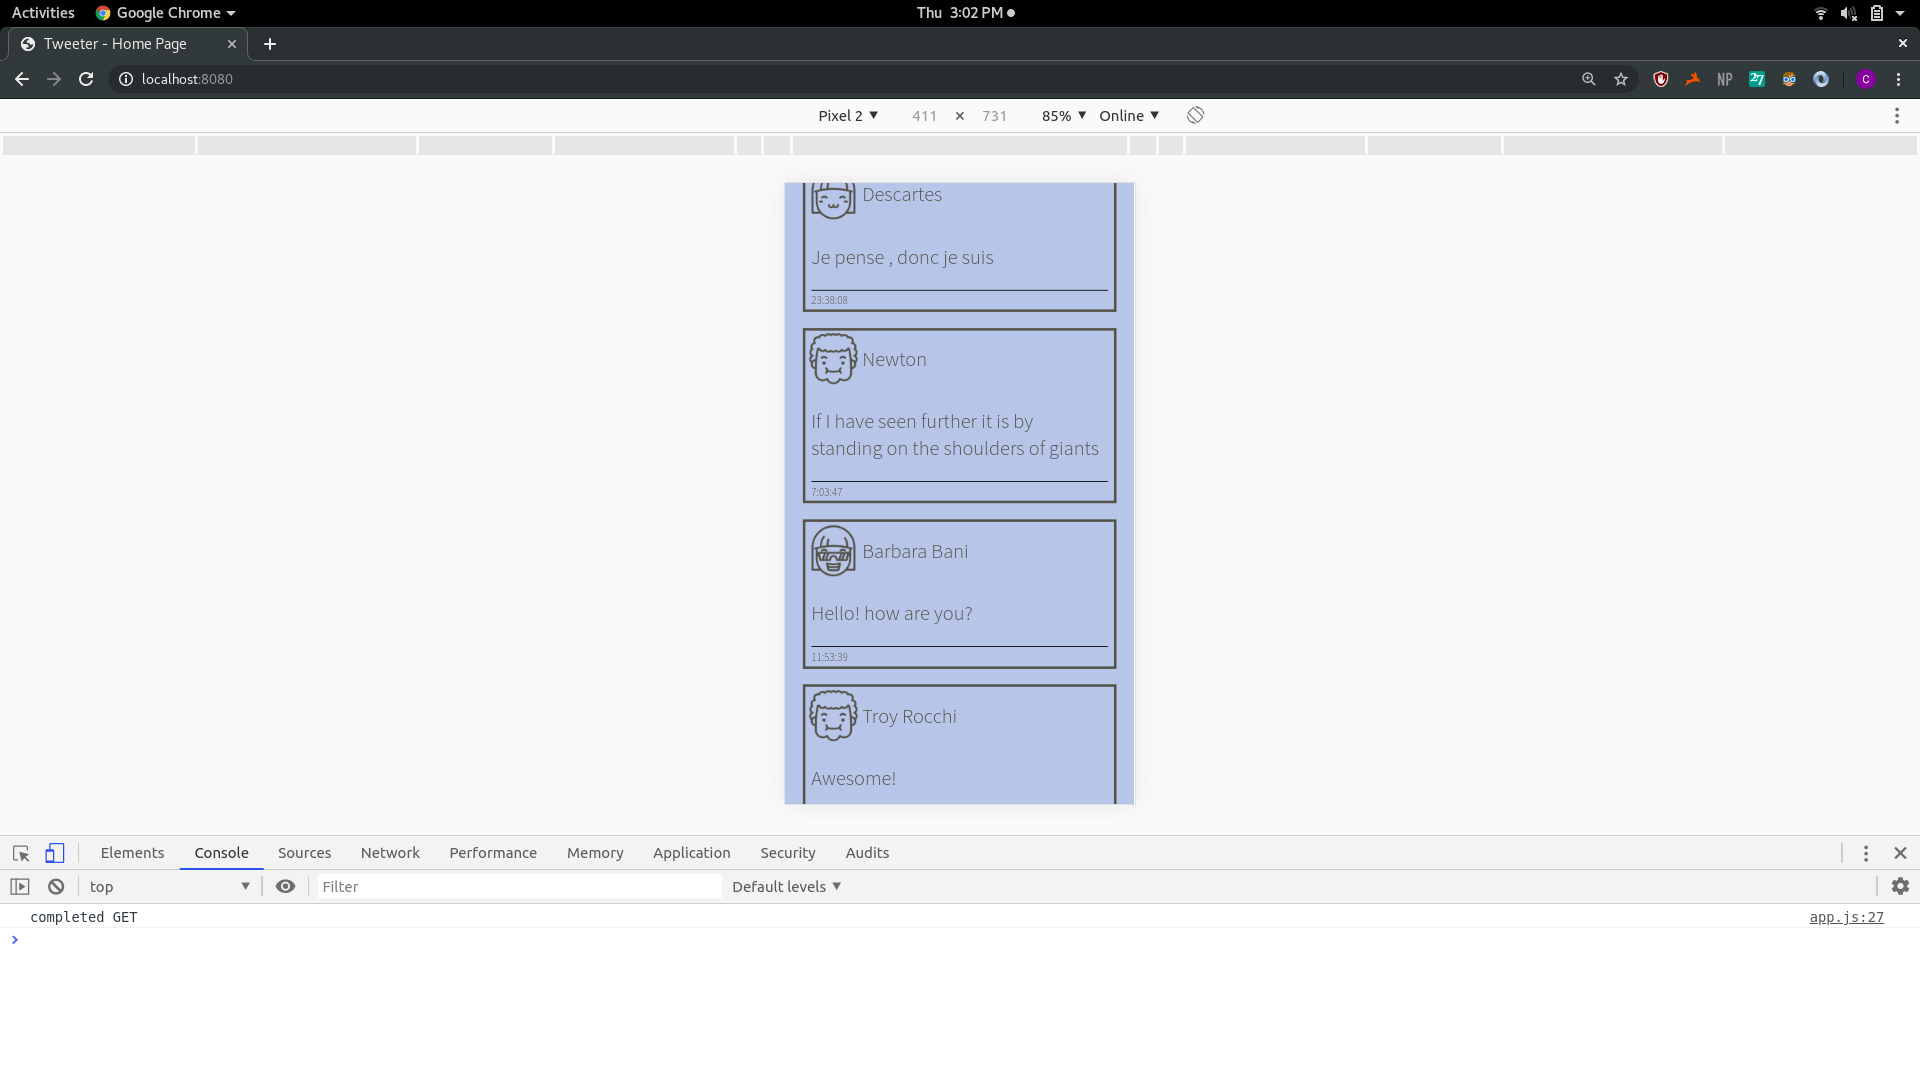 Activities
Google Chrome
Thu 3:02 PM
Tweeter - Home Page
localhost:8080
NP
27
C
Pixel 2
411
×
731
85%
Online
Descartes
Je pense , donc je suis
23:38:08
Newton
If I have seen further it is by
standing on the shoulders of giants
7:03:47
Barbara Bani
Hello! how are you?
11:53:39
Troy Rocchi
Awesome!
Elements
Console
Sources
Network
Performance
Memory
Application
Security
Audits
top
Filter
Default levels
completed GET
app.js:27